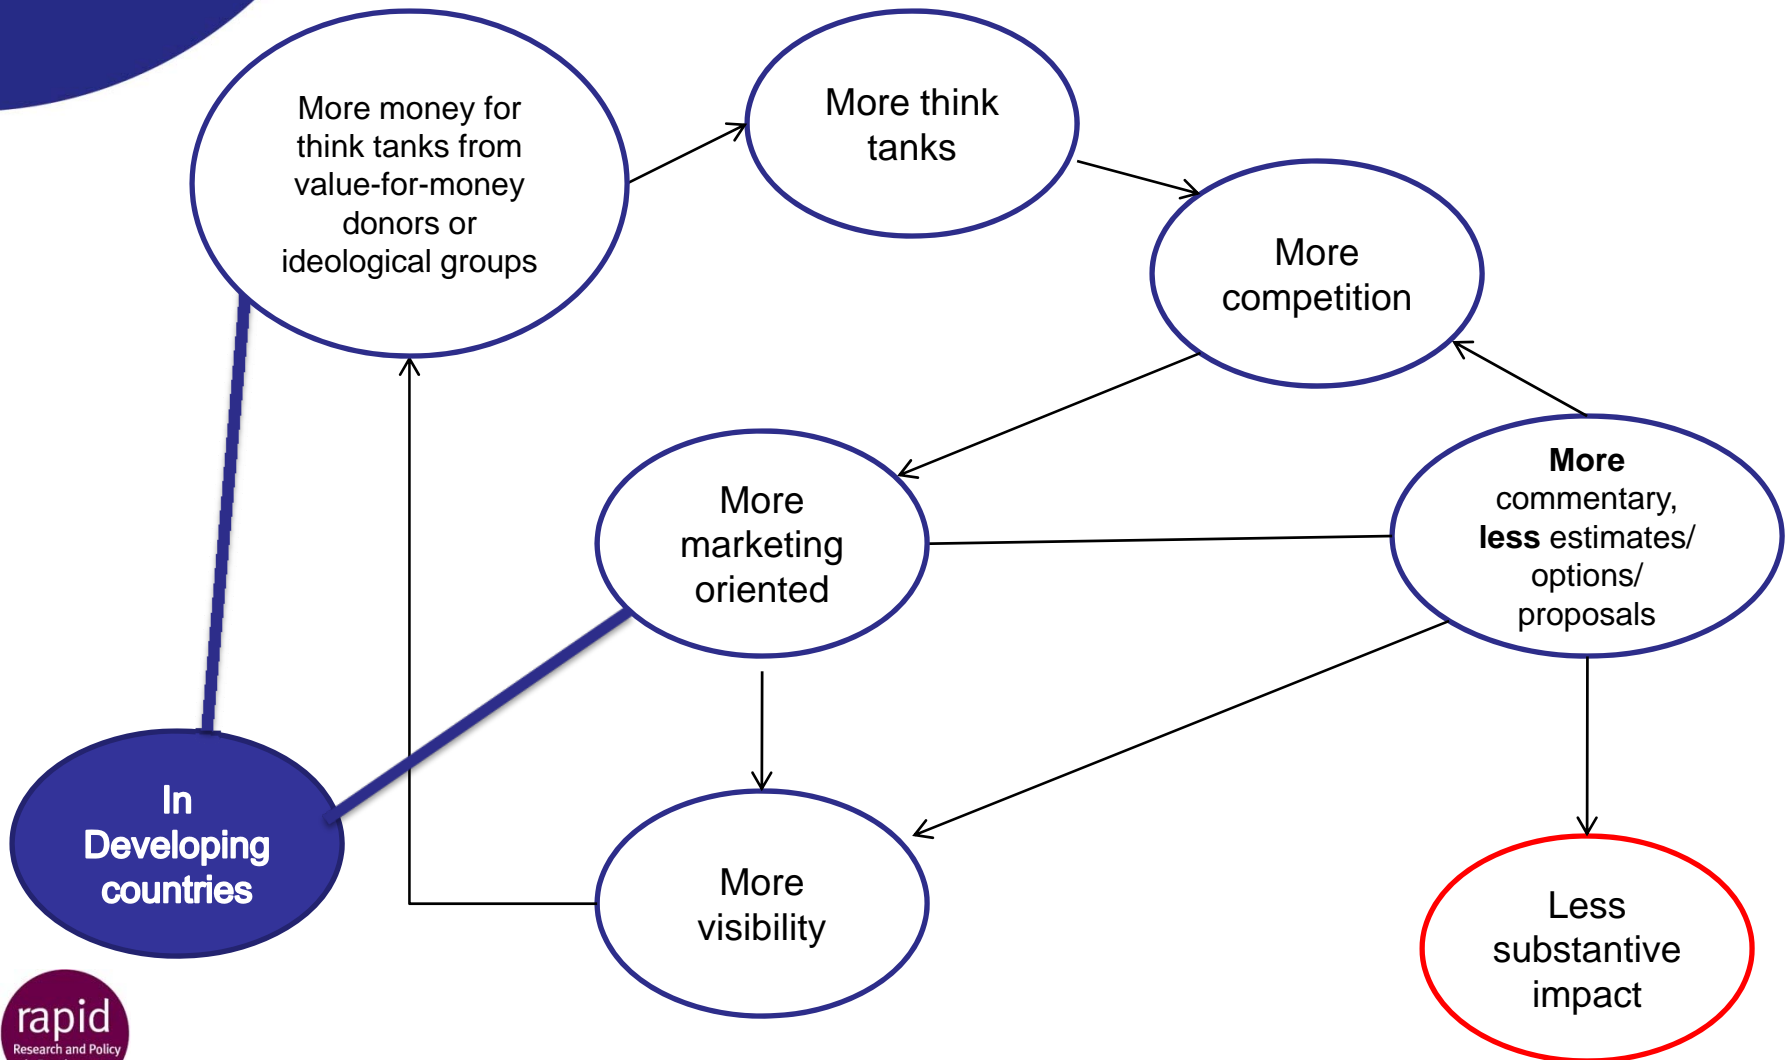 More money for
think tanks from
value-for-money
donors or
ideological groups
More think
tanks
More
competition
More
marketing
oriented
More
commentary,
less estimates/
options/
proposals
In
Developing
countries
More
visibility
Less
substantive
impact
rapid
Research and Policy